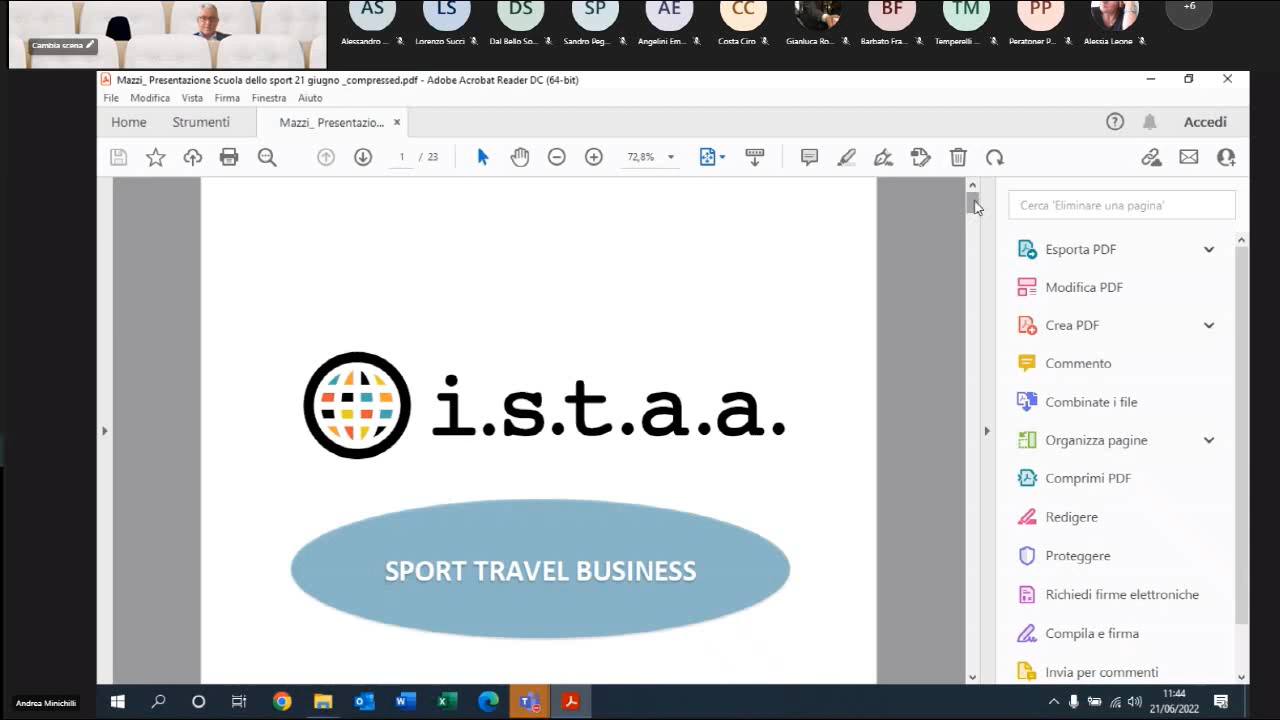 AS LS DS SP AE CC BF TM PP +6
Cambia scena
Alessandro ... Lorenzo Succi Dal Bello So... Sandro Peg... Angelini Em... Costa Ciro Gianluca Ro... Barbato Fra... Temperelli ... Peratoner P... Alessia Leone
Mazzi_ Presentazione Scuola dello sport 21 giugno _compressed.pdf - Adobe Acrobat Reader DC (64-bit)
File Modifica Vista Firma Finestra Aiuto
Home Strumenti Mazzi_ Presentazio... × Accedi
1 / 23 72,8%
Cerca 'Eliminare una pagina'
Esporta PDF
Modifica PDF
Crea PDF
Commento
Combinate i file
Organizza pagine
Comprimi PDF
Redigere
Proteggere
Richiedi firme elettroniche
Compila e firma
Invia per commenti
i.s.t.a.a.
SPORT TRAVEL BUSINESS
Andrea Minichilli
11:44
21/06/2022